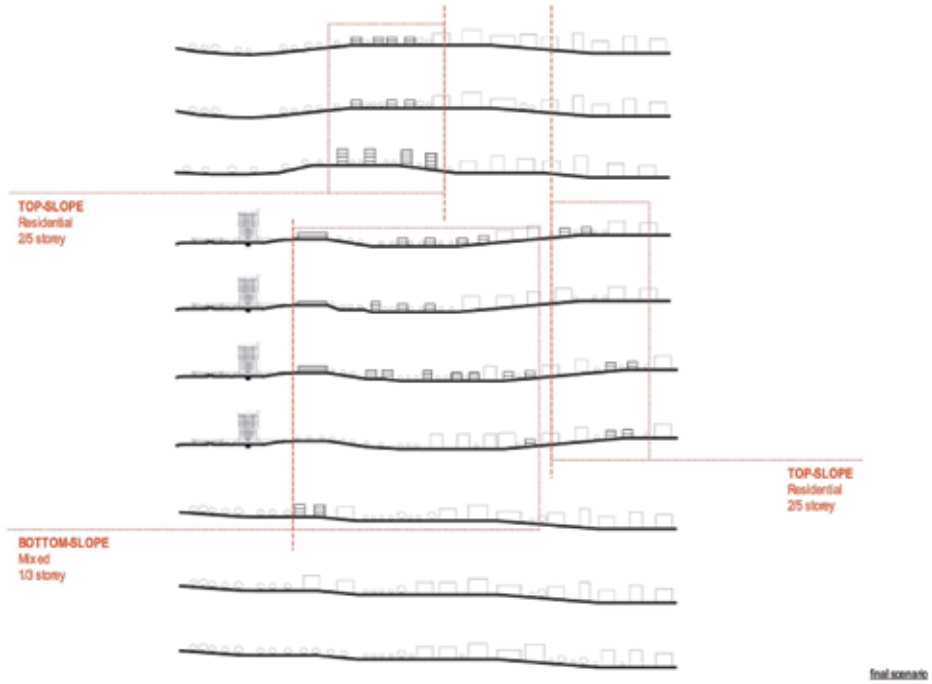 TOP-SLOPE
Residential
2/5 storey
TOP-SLOPE
Residential
2/5 storey
BOTTOM-SLOPE
Mixed
1/3 storey
final scenario